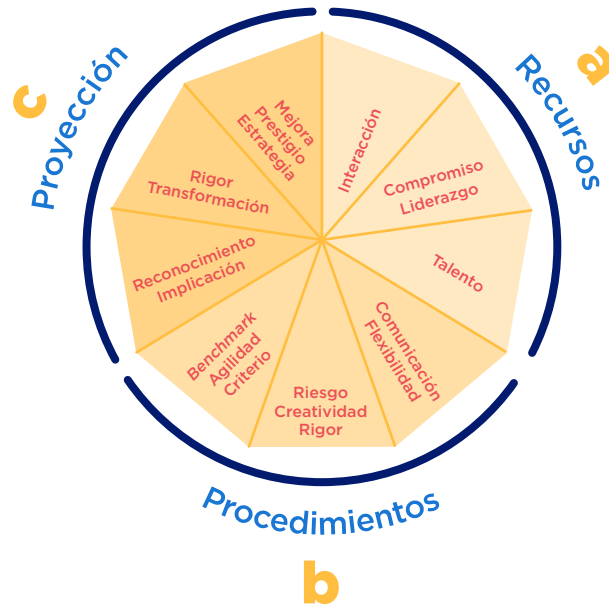 a
Recursos
Interacción
Compromiso
Liderazgo
Talento
b
Procedimientos
Comunicación
Flexibilidad
Riesgo
Creatividad
Rigor
Benchmark
Agilidad
Criterio
c
Proyección
Reconocimiento
Implicación
Rigor
Transformación
Mejora
Prestigio
Estrategia